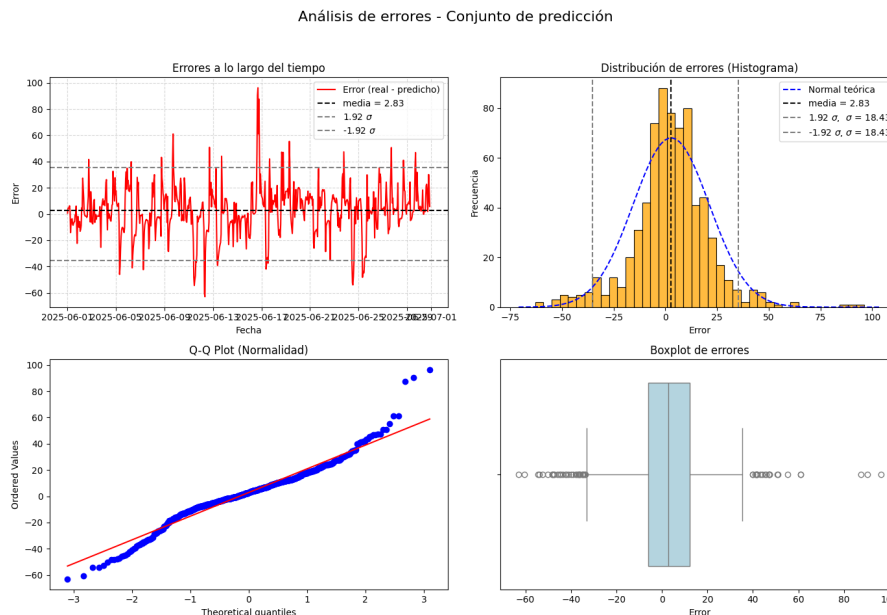 Análisis de errores - Conjunto de predicción
Errores a lo largo del tiempo
Error (real - predicho)
media = 2.83
1.92 σ
-1.92 σ
100
80
60
40
20
0
−20
−40
−60
Error
2025-06-01 2025-06-05 2025-06-09 2025-06-13 2025-06-17 2025-06-21 2025-06-25 2025-06-29 2025-07-01
Fecha
Distribución de errores (Histograma)
Normal teórica
media = 2.83
1.92 σ, σ = 18.43
-1.92 σ, σ = 18.43
80
60
40
20
0
Frecuencia
−75 −50 −25 0 25 50 75 100
Error
Q-Q Plot (Normalidad)
100
80
60
40
20
0
−20
−40
−60
Ordered Values
−3 −2 −1 0 1 2 3
Theoretical quantiles
Boxplot de errores
−60 −40 −20 0 20 40 60 80
Error